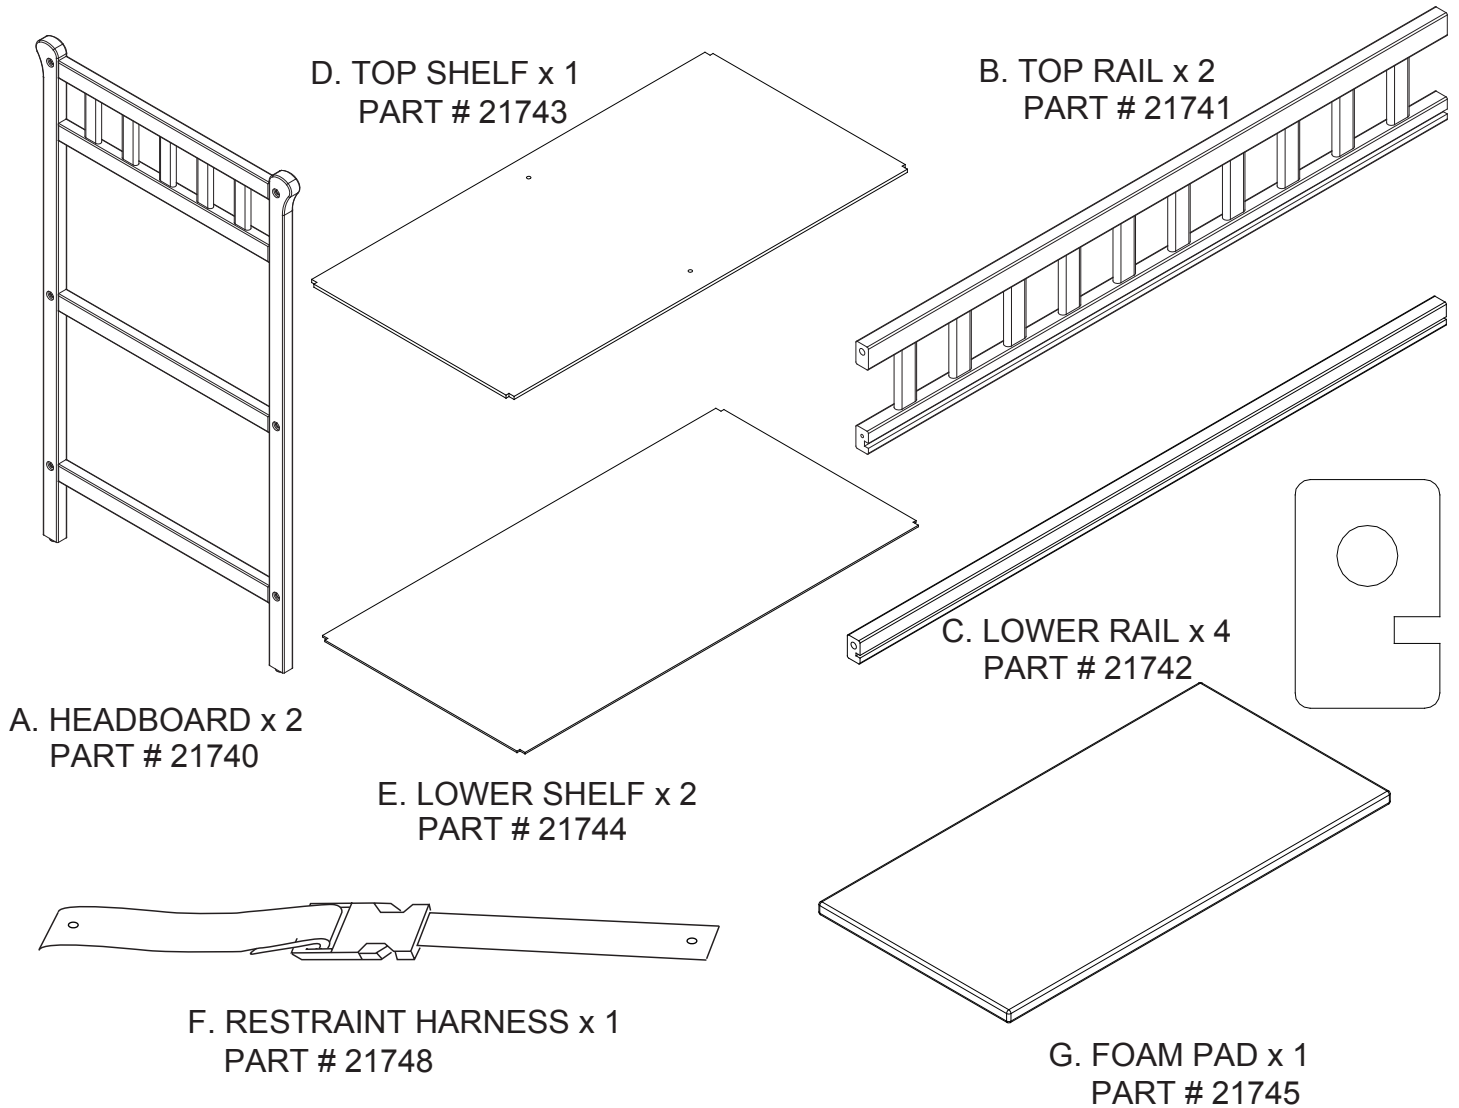 D. TOP SHELF x 1
PART # 21743
B. TOP RAIL x 2
PART # 21741
C. LOWER RAIL x 4
PART # 21742
A. HEADBOARD x 2
PART # 21740
E. LOWER SHELF x 2
PART # 21744
F. RESTRAINT HARNESS x 1
PART # 21748
G. FOAM PAD x 1
PART # 21745